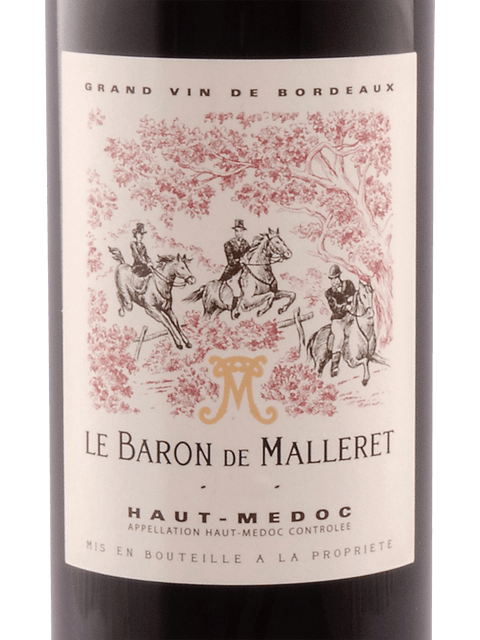 GRAND VIN DE BORDEAUX
M
LE BARON DE MALLERET
HAUT-MEDOC
APPELLATION HAUT-MEDOC CONTROLEE
MIS EN BOUTEILLE A LA PROPRIETE